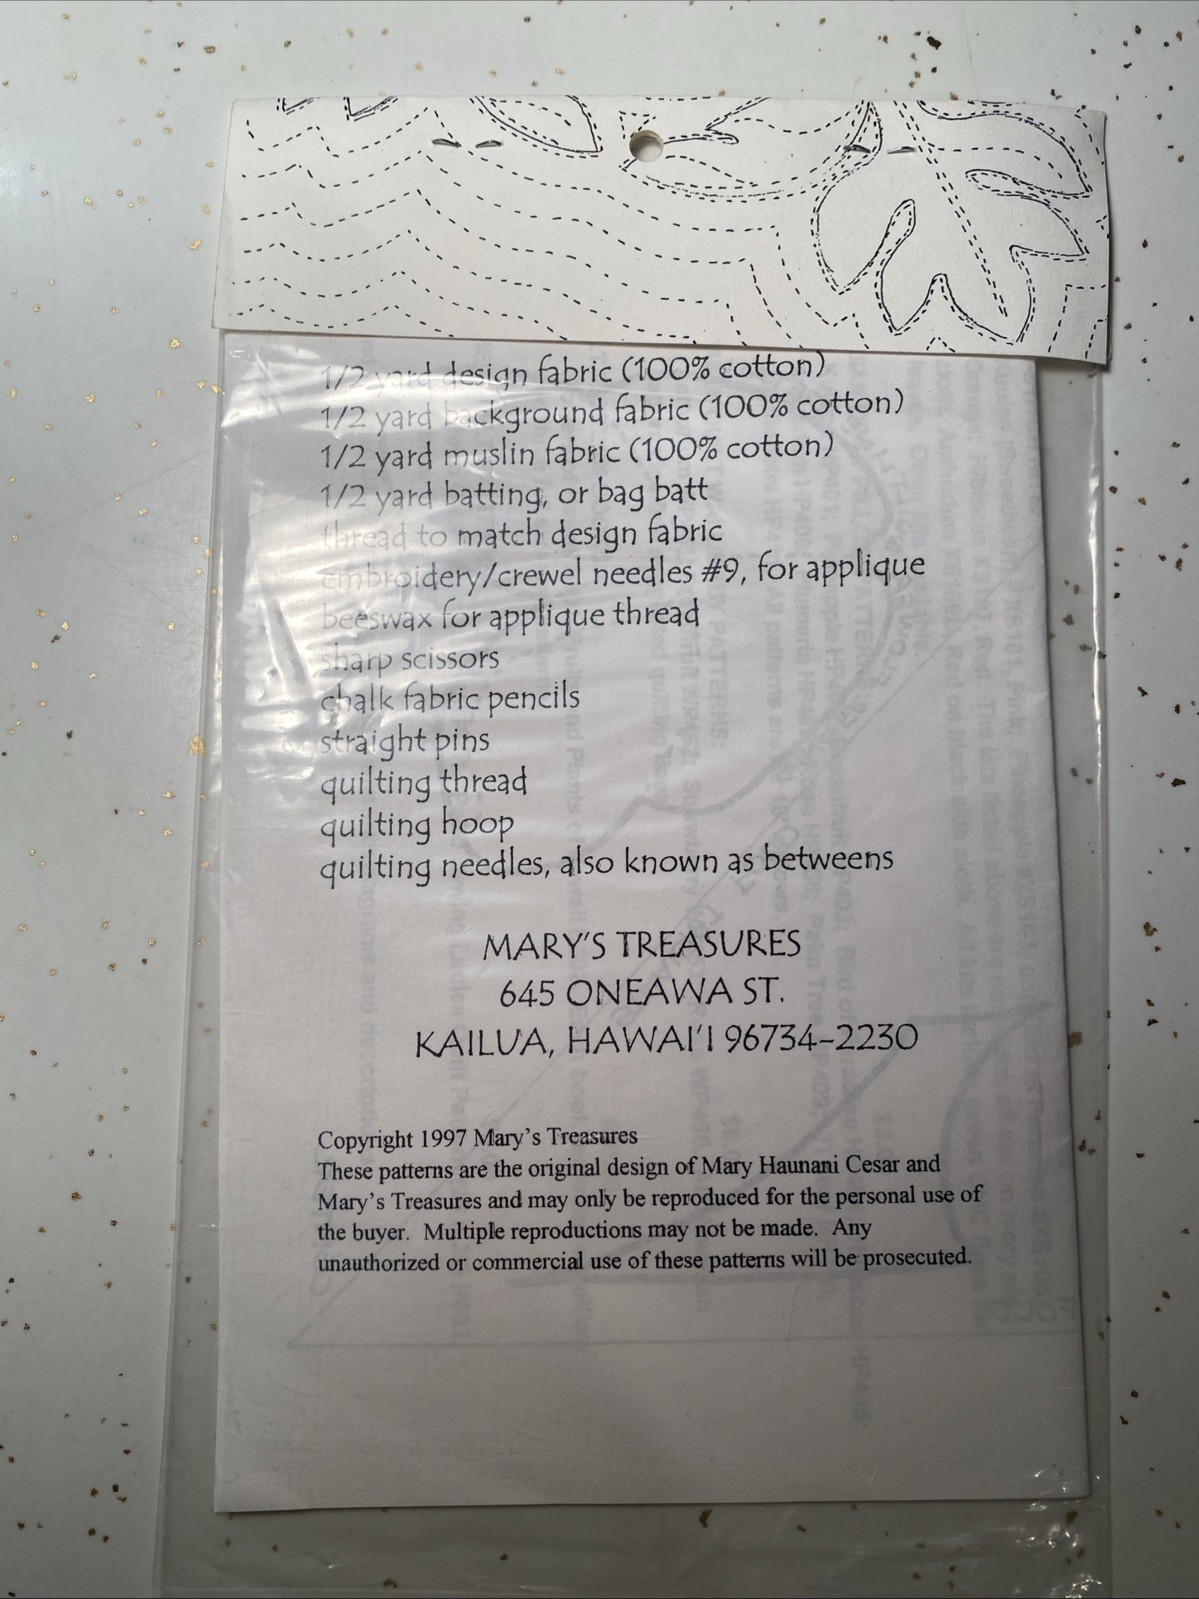 1/2 yard design fabric (100% cotton)
1/2 yard background fabric (100% cotton)
1/2 yard muslin fabric (100% cotton)
1/2 yard batting, or bag batt
thread to match design fabric
embroidery/crewel needles #9, for applique
beeswax for applique thread
sharp scissors
chalk fabric pencils
straight pins
quilting thread
quilting hoop
quilting needles, also known as betweens
MARY'S TREASURES
645 ONEAWA ST.
KAILUA, HAWAI'I 96734-2230
Copyright 1997 Mary's Treasures
These patterns are the original design of Mary Haunani Cesar and
Mary's Treasures and may only be reproduced for the personal use of
the buyer. Multiple reproductions may not be made. Any
unauthorized or commercial use of these patterns will be prosecuted.